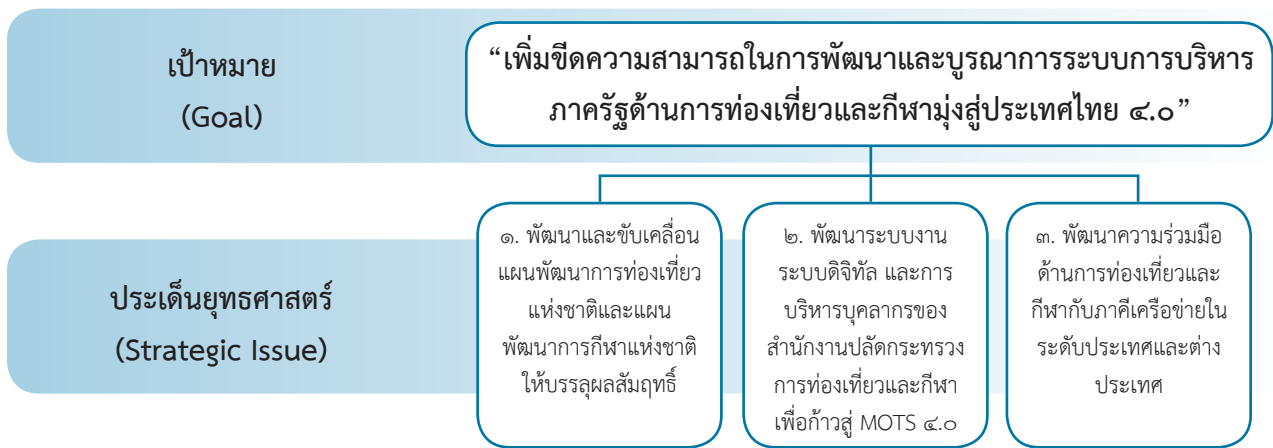 เป้าหมาย
(Goal)
“เพิ่มขีดความสามารถในการพัฒนาและบูรณาการระบบการบริหาร
ภาครัฐด้านการท่องเที่ยวและกีฬามุ่งสู่ประเทศไทย ๔.๐”
ประเด็นยุทธศาสตร์
(Strategic Issue)
๑. พัฒนาและขับเคลื่อน
แผนพัฒนาการท่องเที่ยว
แห่งชาติและแผน
พัฒนาการกีฬาแห่งชาติ
ให้บรรลุผลสัมฤทธิ์
๒. พัฒนาระบบงาน
ระบบดิจิทัล และการ
บริหารบุคลากรของ
สำนักงานปลัดกระทรวง
การท่องเที่ยวและกีฬา
เพื่อก้าวสู่ MOTS ๔.๐
๓. พัฒนาความร่วมมือ
ด้านการท่องเที่ยวและ
กีฬากับภาคีเครือข่ายใน
ระดับประเทศและต่าง
ประเทศ